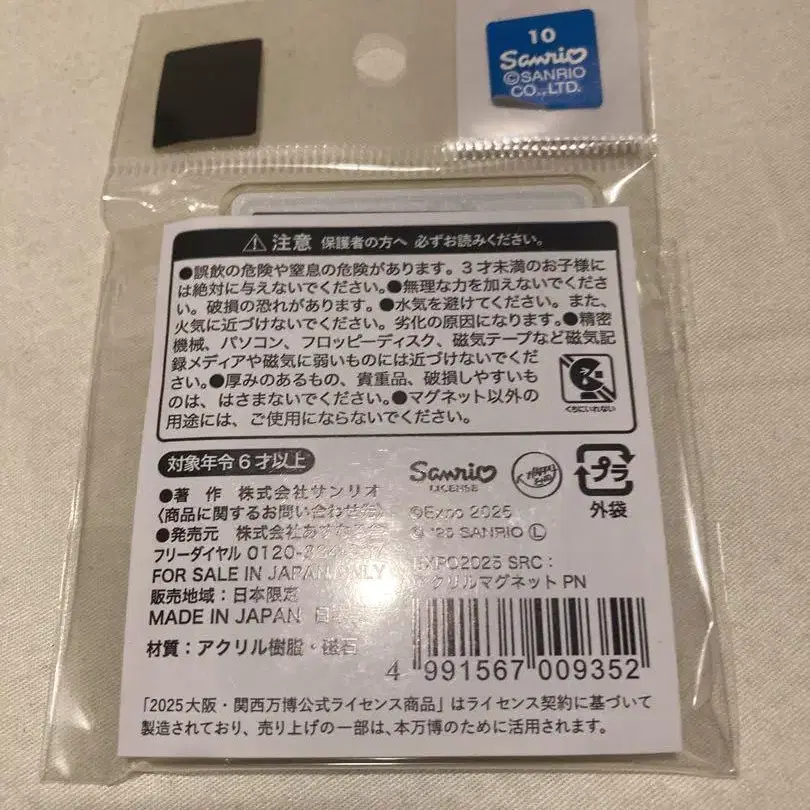 10
Sanrio
©SANRIO
CO.,LTD.
注意 保護者の方へ 必ずお読みください。
●誤飲の危険や窒息の危険があります。3才未満のお子様に
は絶対に与えないでください。●無理な力を加えないでくださ
い。破損の恐れがあります。●水気を避けてください。また、
火気に近づけないでください。劣化の原因になります。●精密
機械、パソコン、フロッピーディスク、磁気テープなど磁気記
録メディアや磁気に弱いものには近づけないでくだ
さい。●厚みのあるもの、貴重品、破損しやすいも
のは、はさまないでください。●マグネット以外の
用途には、ご使用にならないでください。
くちにいれない
対象年令6才以上
●著 作 株式会社サンリオ
〈商品に関するお問い合わせ先〉
●発売元 株式会社
フリーダイヤル 0120-
FOR SALE IN JAPAN ONLY
販売地域：日本限定
MADE IN JAPAN
材質：アクリル樹脂・磁石
Sanrio
LICENSE
プラ
外袋
©Expo 2025
© '25 SANRIO Ⓛ
EXPO2025 SRC：
アクリルマグネット PN
4 991567 009352
「2025大阪・関西万博公式ライセンス商品」はライセンス契約に基づいて
製造されており、売り上げの一部は、本万博のために活用されます。